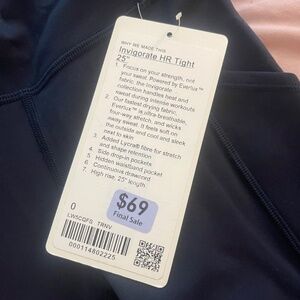 WHY WE MADE THIS
Invigorate HR Tight
25"
1 Focus on your strength, not
your sweat. Powered by Everlux™
fabric, the Invigorate
collection handles heat and
sweat during intense workouts
2 Our fastest drying fabric,
Everlux™ is ultra-breathable,
four-way stretch, and wicks
away sweat. It feels soft on
the outside and cool and sleek
next to skin
3 Added Lycra® fibre for stretch
and shape retention
4 Side drop-in pockets
5 Hidden waistband pocket
6 Continuous drawcord
7 High rise, 25" length
$69
Final Sale
0
LW5CQFS TRNV
000114802225